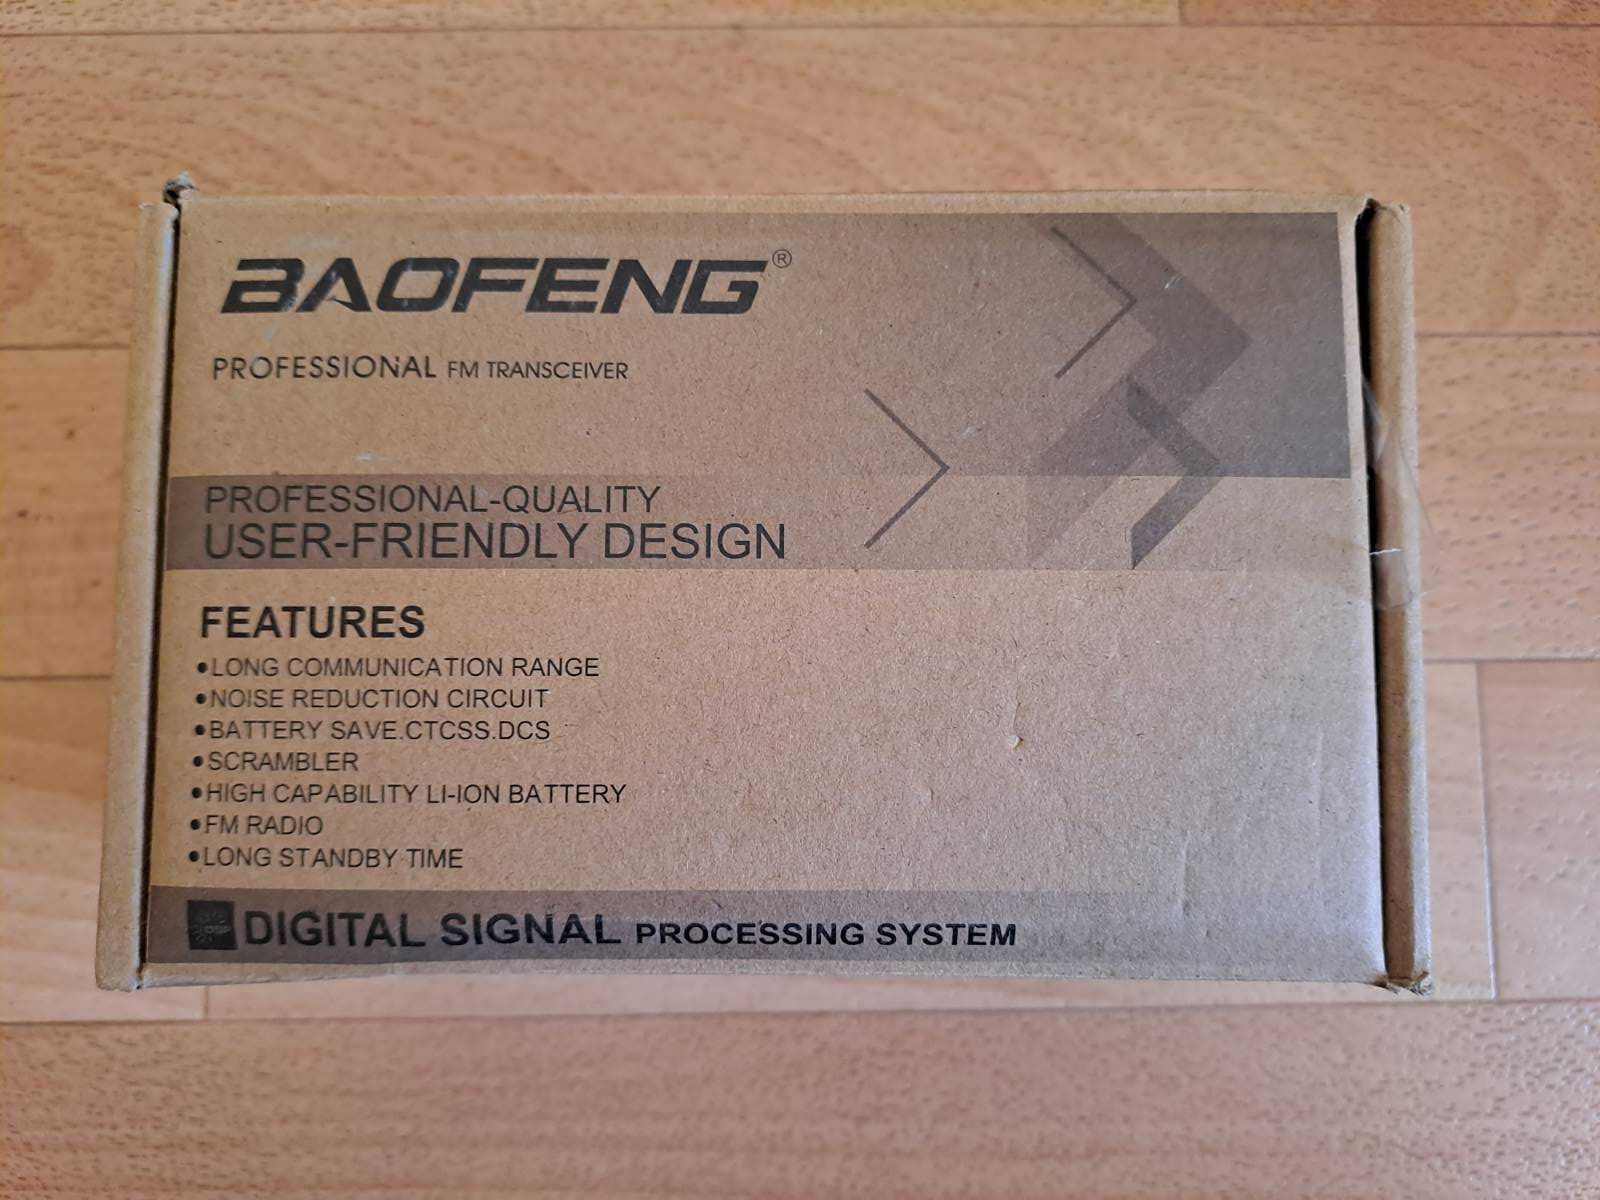 BAOFENG®
PROFESSIONAL FM TRANSCEIVER
PROFESSIONAL-QUALITY
USER-FRIENDLY DESIGN
FEATURES
•LONG COMMUNICATION RANGE
•NOISE REDUCTION CIRCUIT
•BATTERY SAVE.CTCSS.DCS
•SCRAMBLER
•HIGH CAPABILITY LI-ION BATTERY
•FM RADIO
•LONG STANDBY TIME
DSP DIGITAL SIGNAL PROCESSING SYSTEM